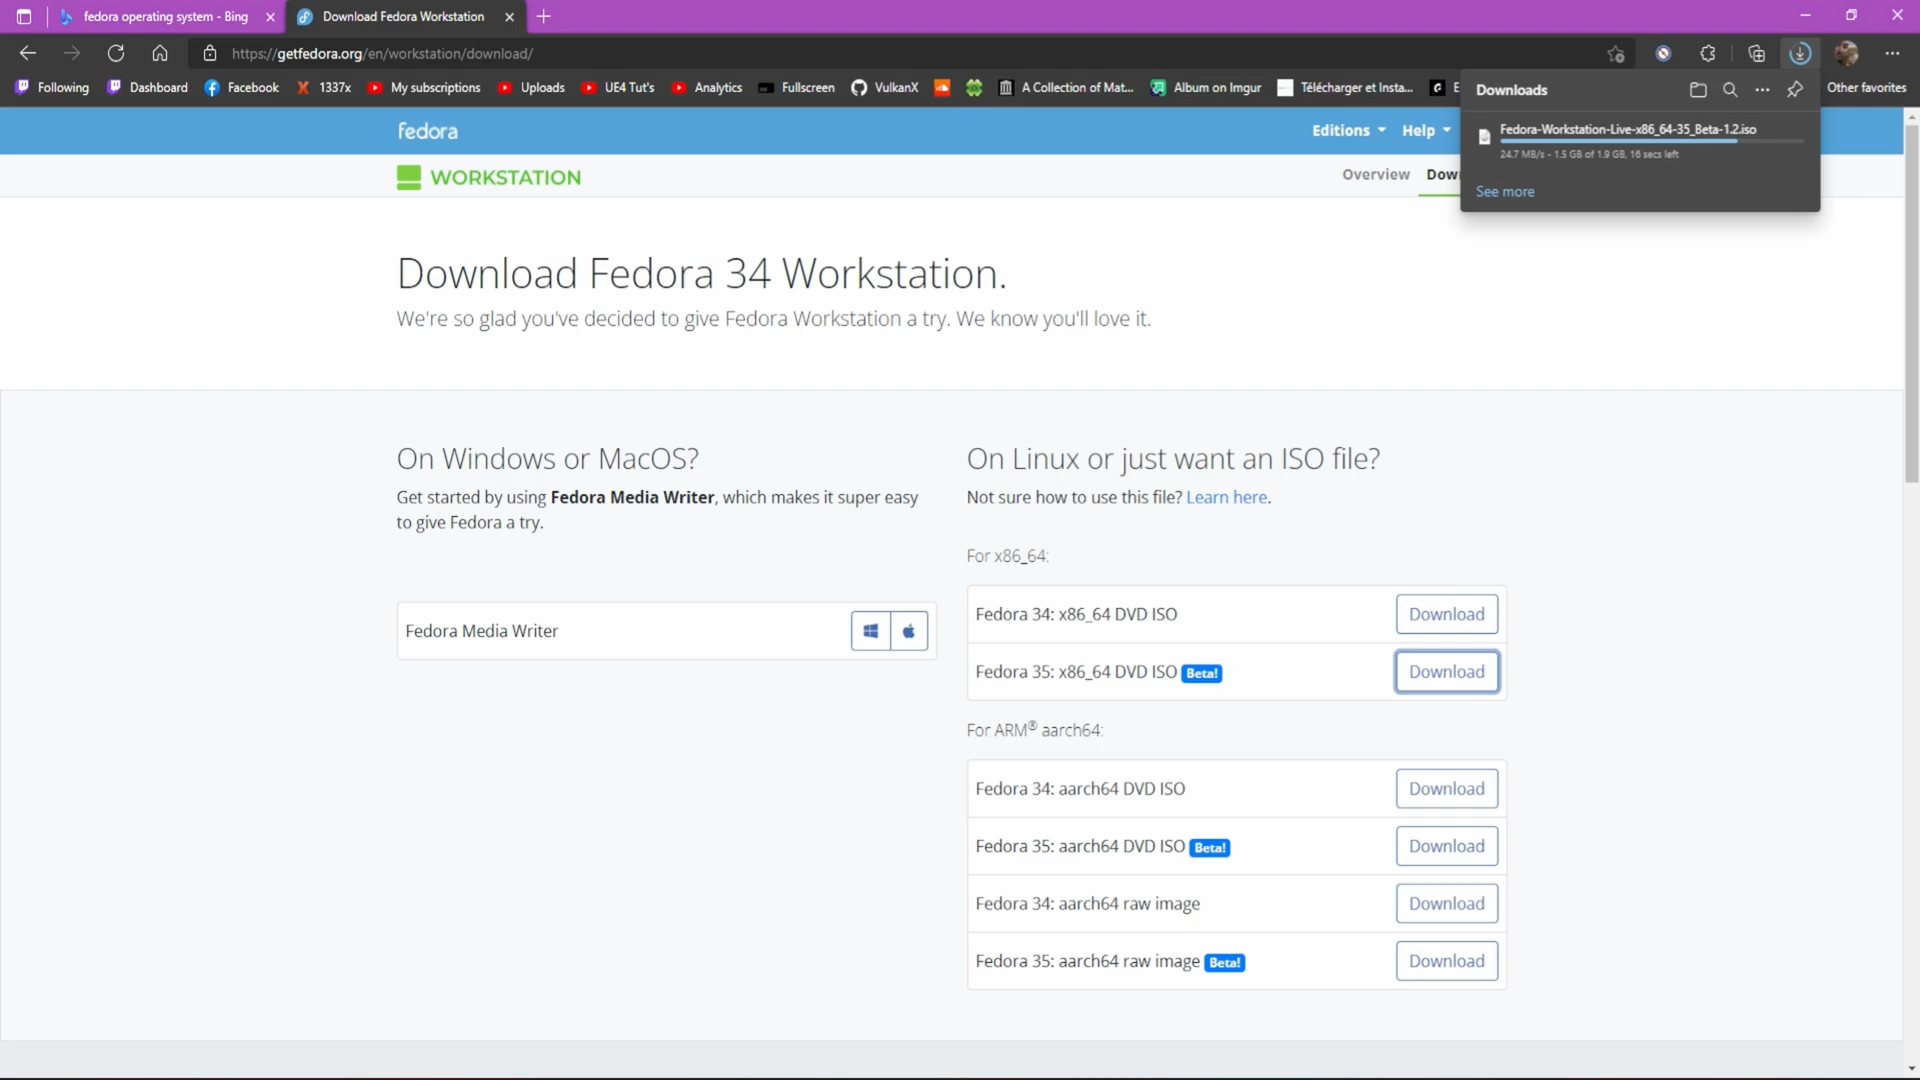 fedora operating system - Bing
Download Fedora Workstation
https://getfedora.org/en/workstation/download/
Following
Dashboard
Facebook
1337x
My subscriptions
Uploads
UE4 Tut's
Analytics
Fullscreen
VulkanX
A Collection of Mat...
Album on Imgur
Télécharger et Insta...
E
Other favorites
Downloads
Fedora-Workstation-Live-x86_64-35_Beta-1.2.iso
24.7 MB/s - 1.5 GB of 1.9 GB, 16 secs left
See more
fedora
Editions
Help
WORKSTATION
Overview
Dow
Download Fedora 34 Workstation.
We're so glad you've decided to give Fedora Workstation a try. We know you'll love it.
On Windows or MacOS?
Get started by using Fedora Media Writer, which makes it super easy
to give Fedora a try.
Fedora Media Writer
On Linux or just want an ISO file?
Not sure how to use this file? Learn here.
For x86_64:
Fedora 34: x86_64 DVD ISO
Download
Fedora 35: x86_64 DVD ISO Beta!
Download
For ARM® aarch64:
Fedora 34: aarch64 DVD ISO
Download
Fedora 35: aarch64 DVD ISO Beta!
Download
Fedora 34: aarch64 raw image
Download
Fedora 35: aarch64 raw image Beta!
Download